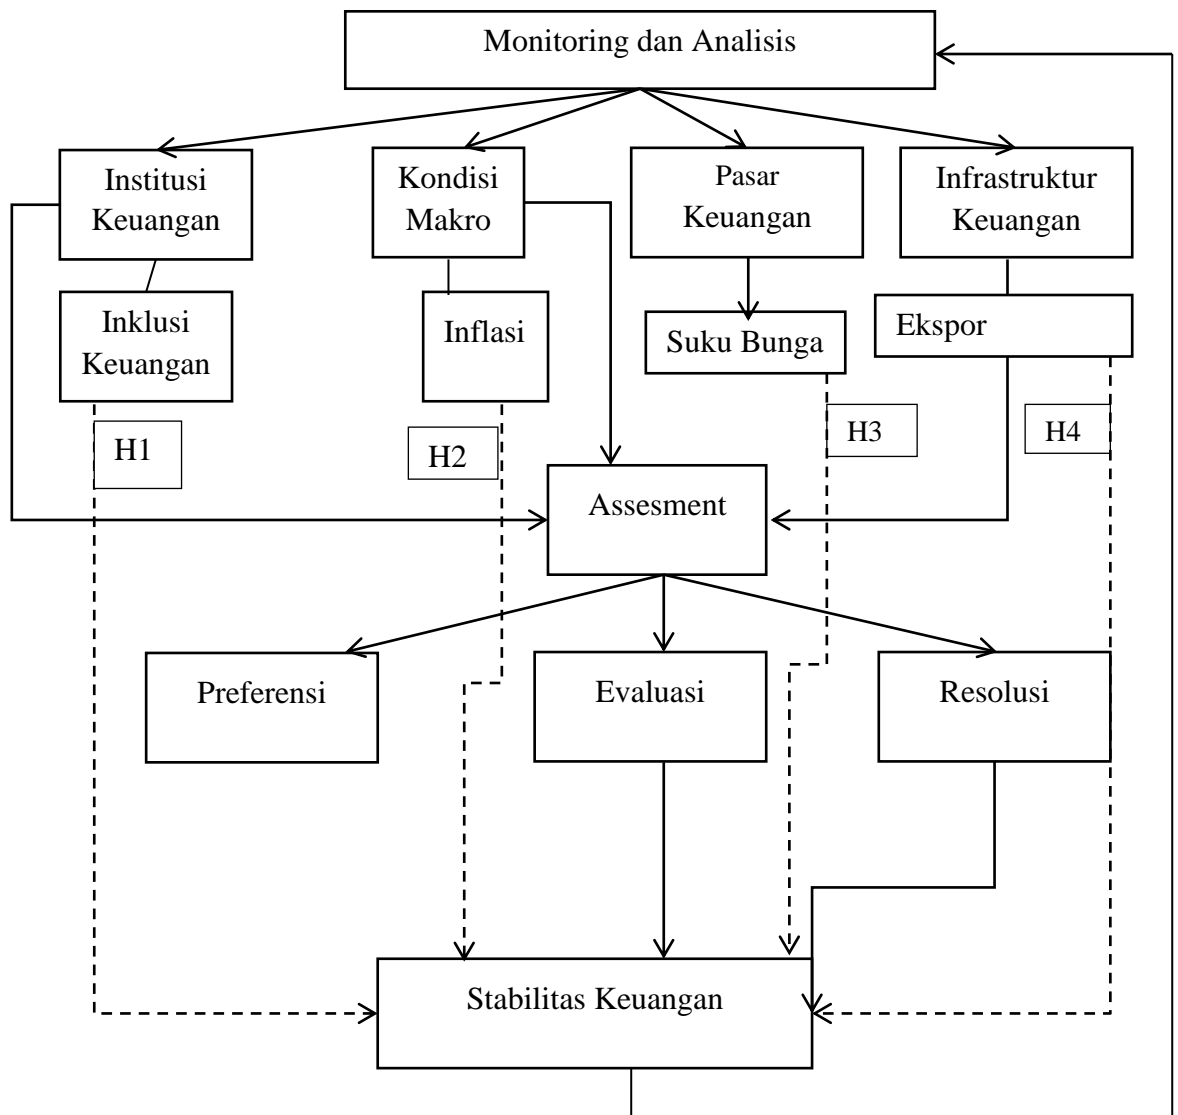 Monitoring dan Analisis
Institusi
Keuangan
Kondisi
Makro
Pasar
Keuangan
Infrastruktur
Keuangan
Inklusi
Keuangan
Inflasi
Suku Bunga
Ekspor
H1
H2
H3
H4
Assesment
Preferensi
Evaluasi
Resolusi
Stabilitas Keuangan